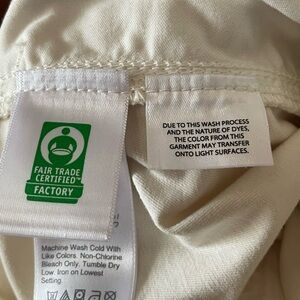 FAIR TRADE
CERTIFIED™
FACTORY
DUE TO THIS WASH PROCESS
AND THE NATURE OF DYES,
THE COLOR FROM THIS
GARMENT MAY TRANSFER
ONTO LIGHT SURFACES.
Machine Wash Cold With
Like Colors. Non-Chlorine
Bleach Only. Tumble Dry
Low. Iron on Lowest
Setting.